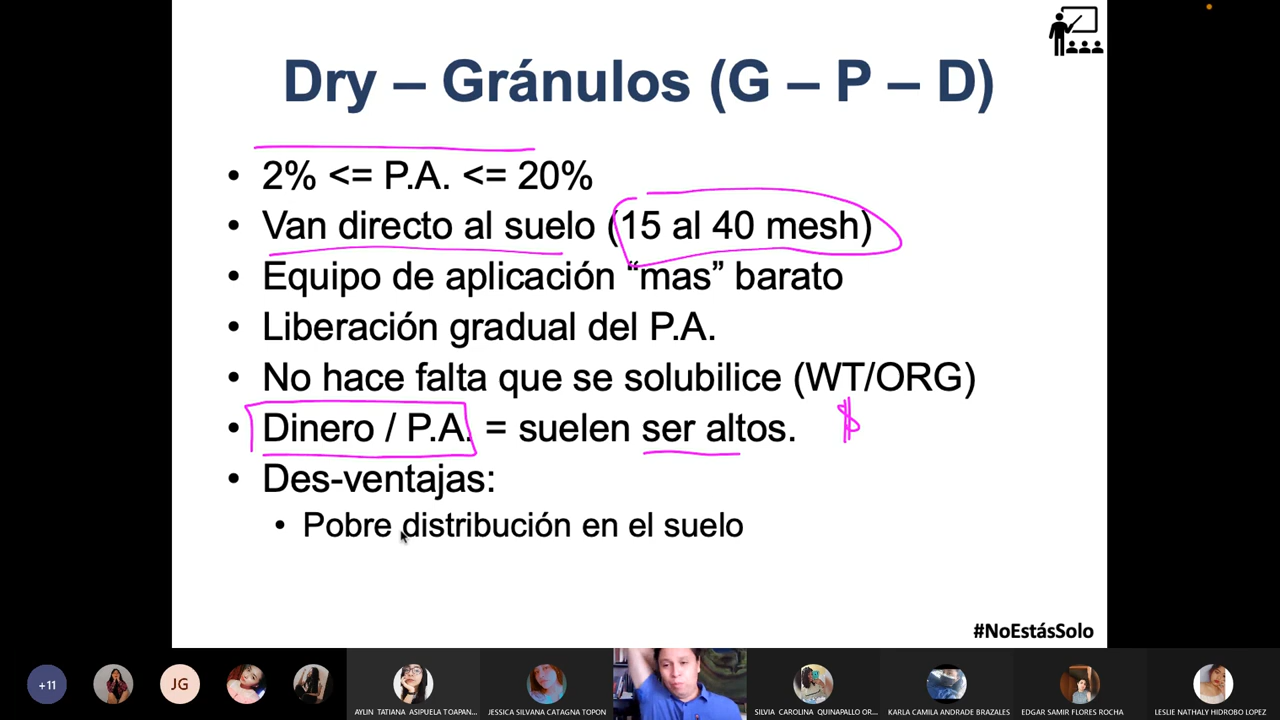 Dry – Gránulos (G – P – D)
• 2% <= P.A. <= 20%
• Van directo al suelo (15 al 40 mesh)
• Equipo de aplicación “mas” barato
• Liberación gradual del P.A.
• No hace falta que se solubilice (WT/ORG)
• Dinero / P.A. = suelen ser altos. $
• Des-ventajas:
• Pobre distribución en el suelo
#NoEstásSolo
+11
JG
AYLIN TATIANA ASIPUELA TOAPAN...
JESSICA SILVANA CATAGNA TOPON
SILVIA CAROLINA QUINAPALLO OR...
KARLA CAMILA ANDRADE BRAZALES
EDGAR SAMIR FLORES ROCHA
LESLIE NATHALY HIDROBO LOPEZ